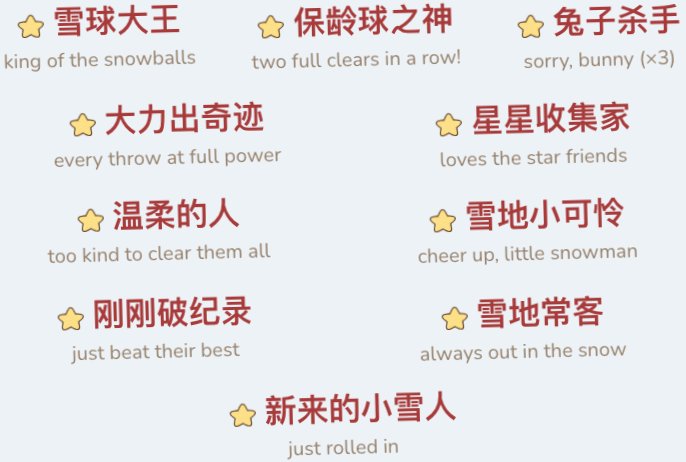 雪球大王
king of the snowballs
保龄球之神
two full clears in a row!
兔子杀手
sorry, bunny (×3)
大力出奇迹
every throw at full power
星星收集家
loves the star friends
温柔的人
too kind to clear them all
雪地小可怜
cheer up, little snowman
刚刚破纪录
just beat their best
雪地常客
always out in the snow
新来的小雪人
just rolled in